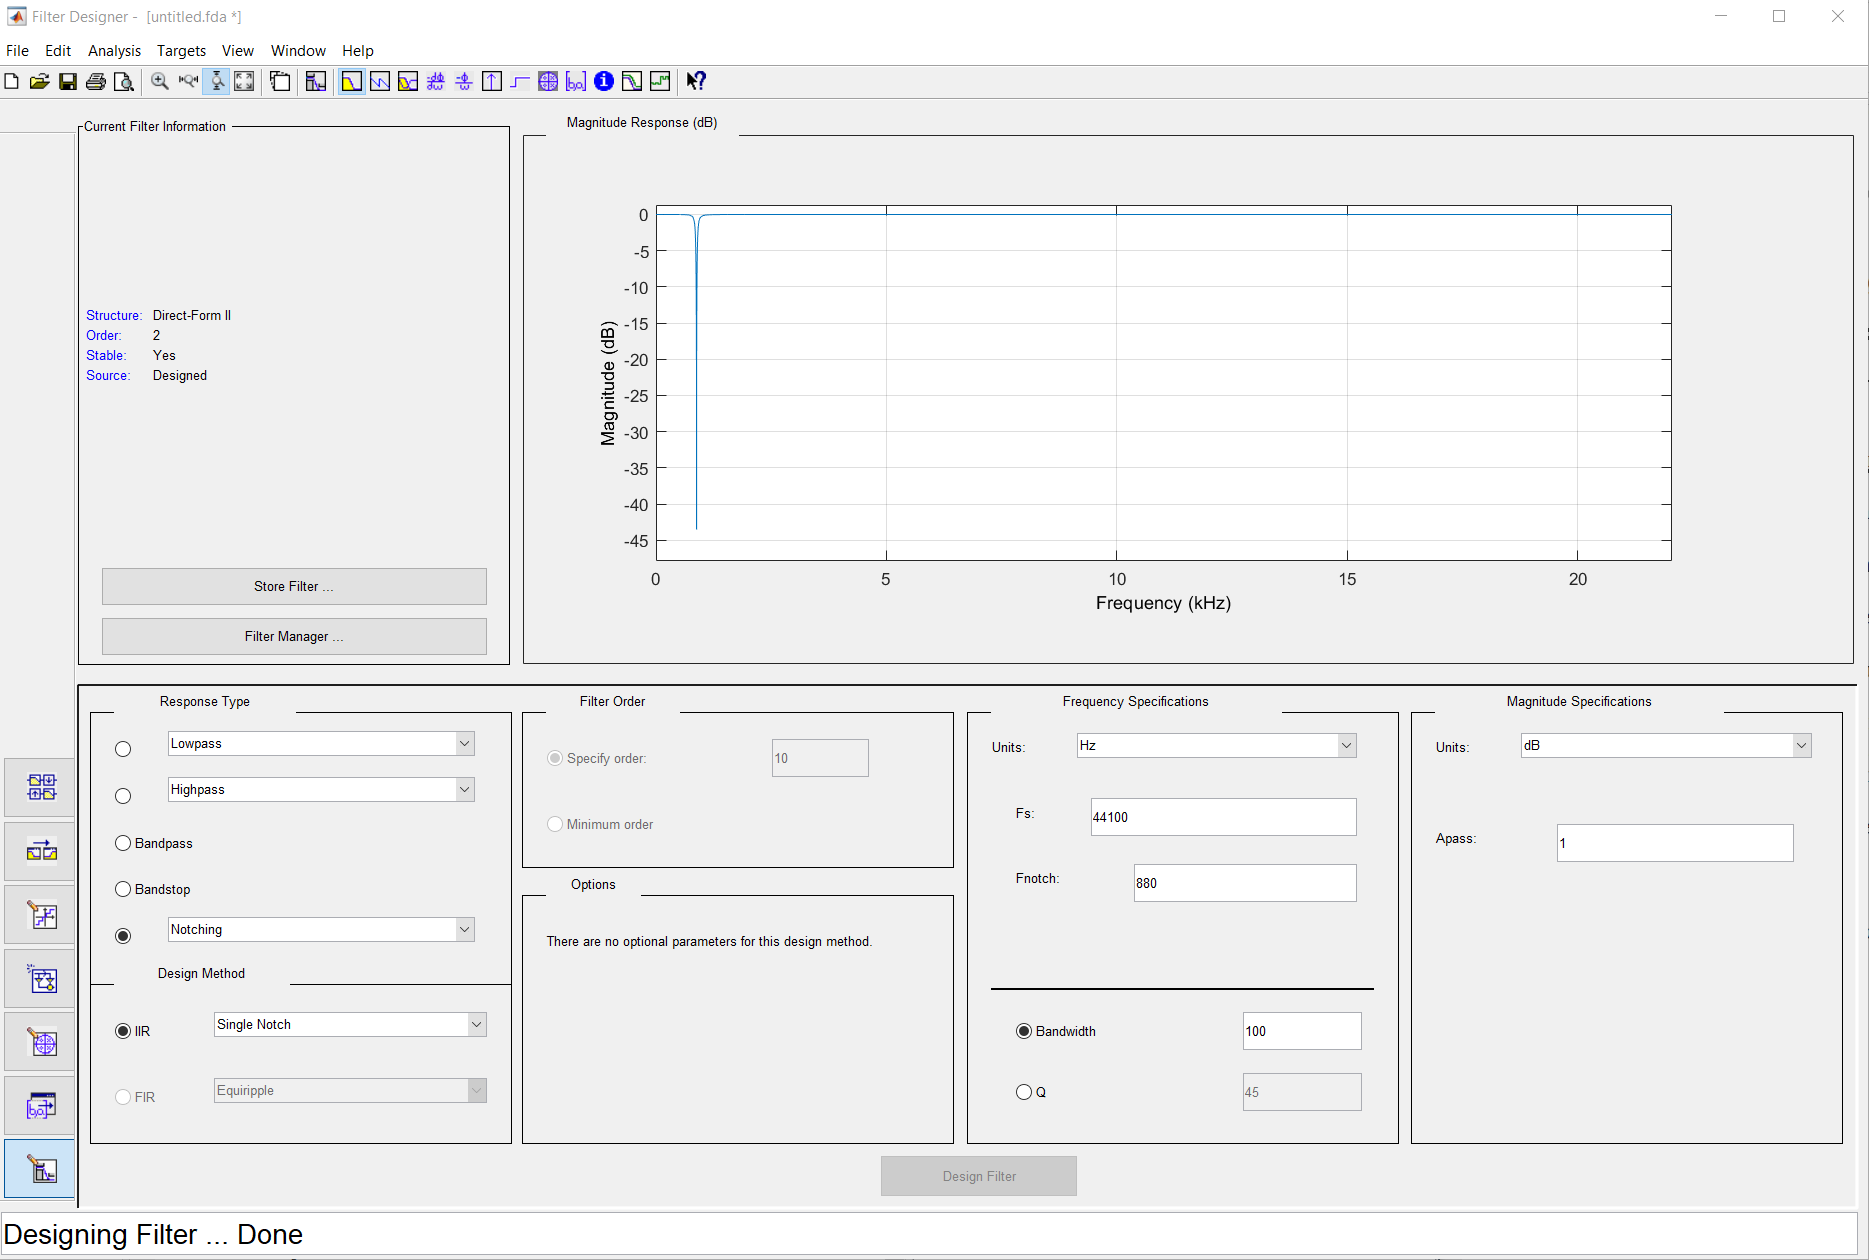 Filter Designer - [untitled.fda *]
File Edit Analysis Targets View Window Help
Current Filter Information
Structure: Direct-Form II
Order: 2
Stable: Yes
Source: Designed
Store Filter ...
Filter Manager ...
Magnitude Response (dB)
0
-5
-10
-15
-20
-25
-30
-35
-40
-45
Magnitude (dB)
0 5 10 15 20
Frequency (kHz)
Response Type
Lowpass
Highpass
Bandpass
Bandstop
Notching
Design Method
IIR Single Notch
FIR Equiripple
Filter Order
Specify order: 10
Minimum order
Options
There are no optional parameters for this design method.
Frequency Specifications
Units: Hz
Fs: 44100
Fnotch: 880
Bandwidth 100
Q 45
Magnitude Specifications
Units: dB
Apass: 1
Design Filter
Designing Filter ... Done